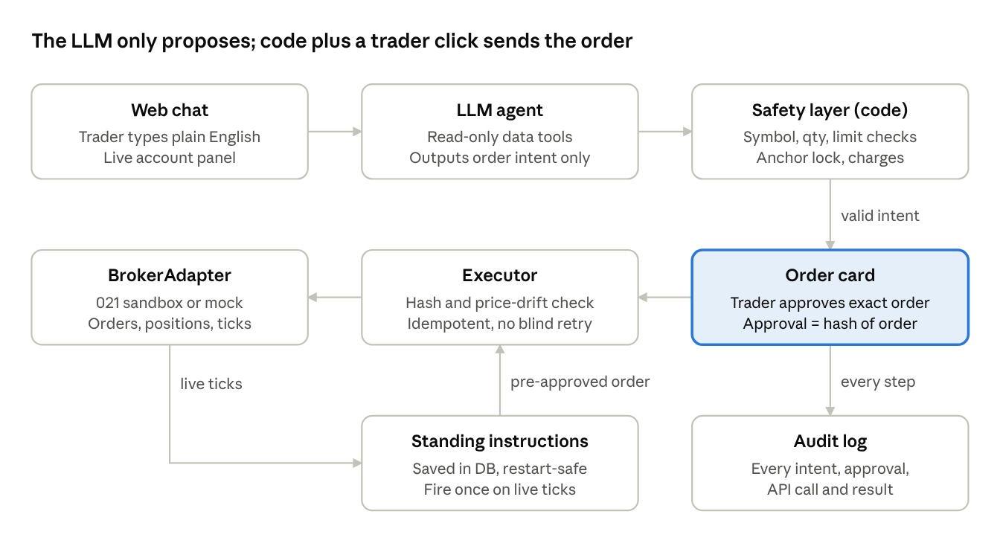 The LLM only proposes; code plus a trader click sends the order
Web chat
Trader types plain English
Live account panel
LLM agent
Read-only data tools
Outputs order intent only
Safety layer (code)
Symbol, qty, limit checks
Anchor lock, charges
valid intent
BrokerAdapter
021 sandbox or mock
Orders, positions, ticks
Executor
Hash and price-drift check
Idempotent, no blind retry
Order card
Trader approves exact order
Approval = hash of order
live ticks
pre-approved order
every step
Standing instructions
Saved in DB, restart-safe
Fire once on live ticks
Audit log
Every intent, approval,
API call and result